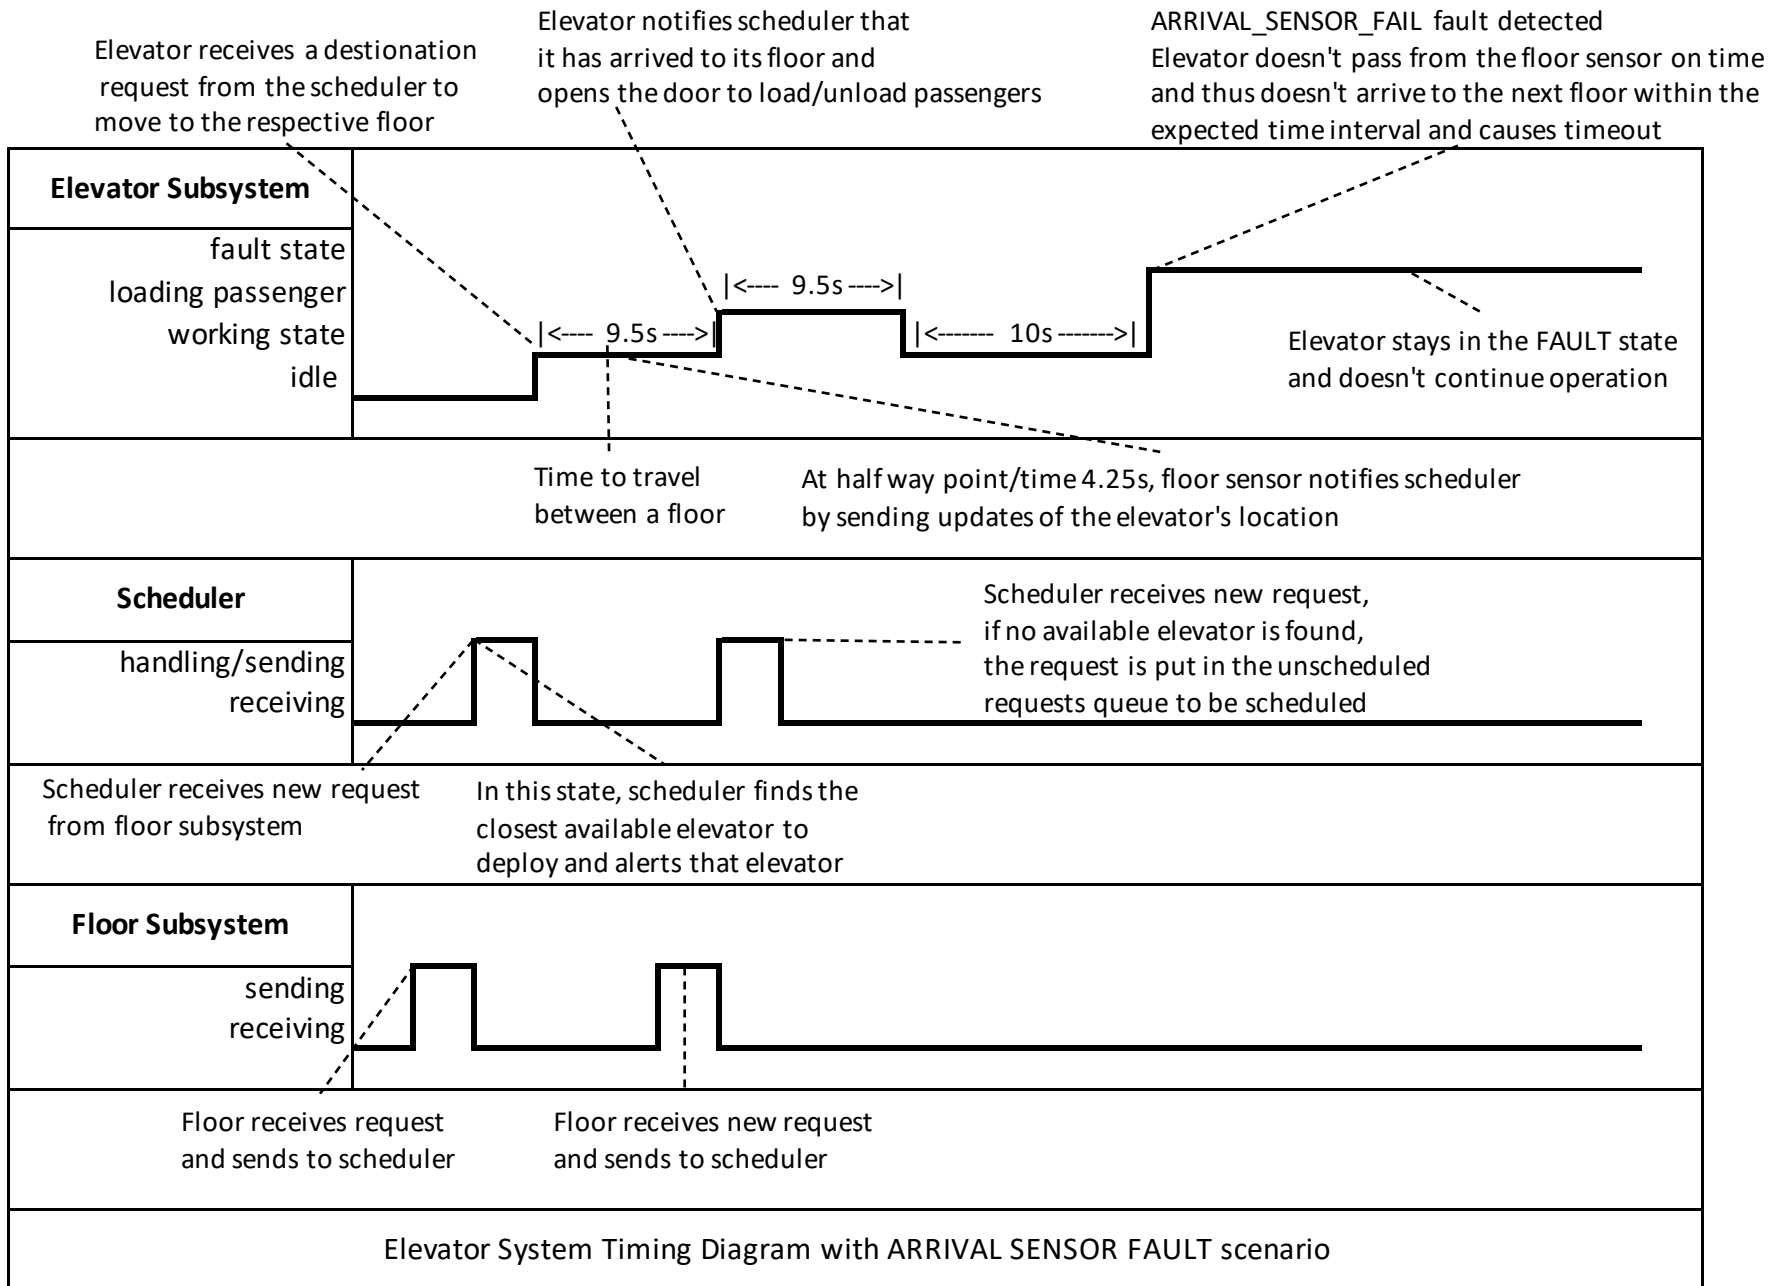 Elevator receives a destionation
request from the scheduler to
move to the respective floor
Elevator notifies scheduler that
it has arrived to its floor and
opens the door to load/unload passengers
ARRIVAL_SENSOR_FAIL fault detected
Elevator doesn't pass from the floor sensor on time
and thus doesn't arrive to the next floor within the
expected time interval and causes timeout
Elevator Subsystem
fault state
loading passenger
working state
idle
|<---- 9.5s ---->|
|<---- 9.5s ---->|
|<------- 10s ------->|
Elevator stays in the FAULT state
and doesn't continue operation
Time to travel
between a floor
At half way point/time 4.25s, floor sensor notifies scheduler
by sending updates of the elevator's location
Scheduler
handling/sending
receiving
Scheduler receives new request,
if no available elevator is found,
the request is put in the unscheduled
requests queue to be scheduled
Scheduler receives new request
from floor subsystem
In this state, scheduler finds the
closest available elevator to
deploy and alerts that elevator
Floor Subsystem
sending
receiving
Floor receives request
and sends to scheduler
Floor receives new request
and sends to scheduler
Elevator System Timing Diagram with ARRIVAL SENSOR FAULT scenario